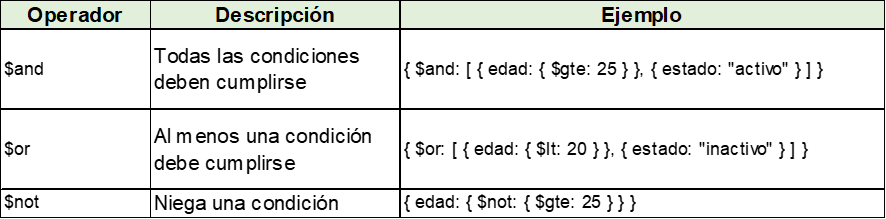 Operador Descripción Ejemplo
$and Todas las condiciones deben cumplirse { $and: [ { edad: { $gte: 25 } }, { estado: "activo" } ] }
$or Al menos una condición debe cumplirse { $or: [ { edad: { $lt: 20 } }, { estado: "inactivo" } ] }
$not Niega una condición { edad: { $not: { $gte: 25 } } }